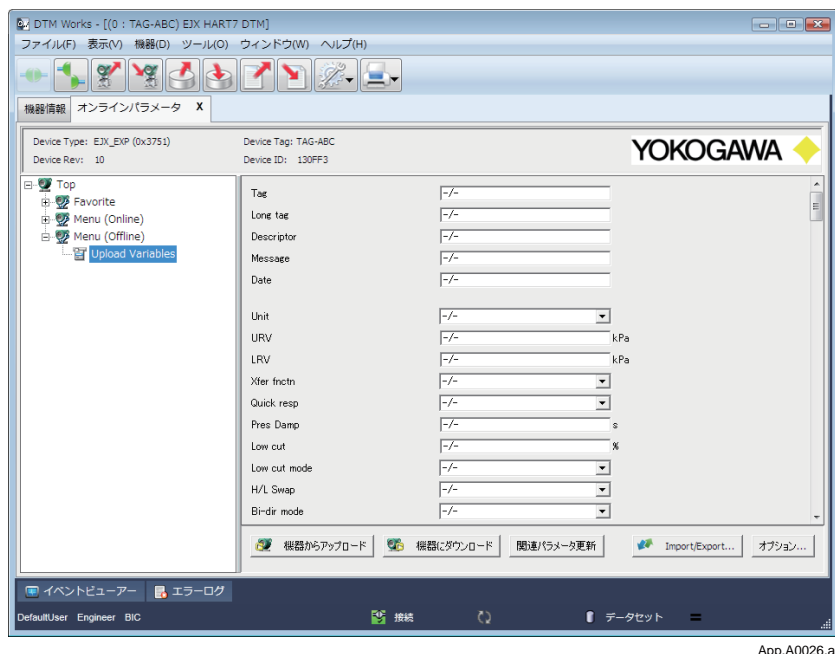 DTM Works - [(0 : TAG-ABC) EJX HART7 DTM]
ファイル(F) 表示(V) 機器(D) ツール(O) ウィンドウ(W) ヘルプ(H)
機器情報 オンラインパラメータ X
Device Type: EJX_EXP (0x3751) Device Tag: TAG-ABC
Device Rev: 10 Device ID: 130FF3
YOKOGAWA
Top
Favorite
Menu (Online)
Menu (Offline)
Upload Variables
Tag -/-
Long tag -/-
Descriptor -/-
Message -/-
Date -/-
Unit -/-
URV -/- kPa
LRV -/- kPa
Xfer fnctn -/-
Quick resp -/-
Pres Damp -/- s
Low cut -/- %
Low cut mode -/-
H/L Swap -/-
Bi-dir mode -/-
機器からアップロード 機器にダウンロード 関連パラメータ更新 Import/Export... オプション...
イベントビューアー エラーログ
DefaultUser Engineer BIC 接続 データセット
App.A0026.a